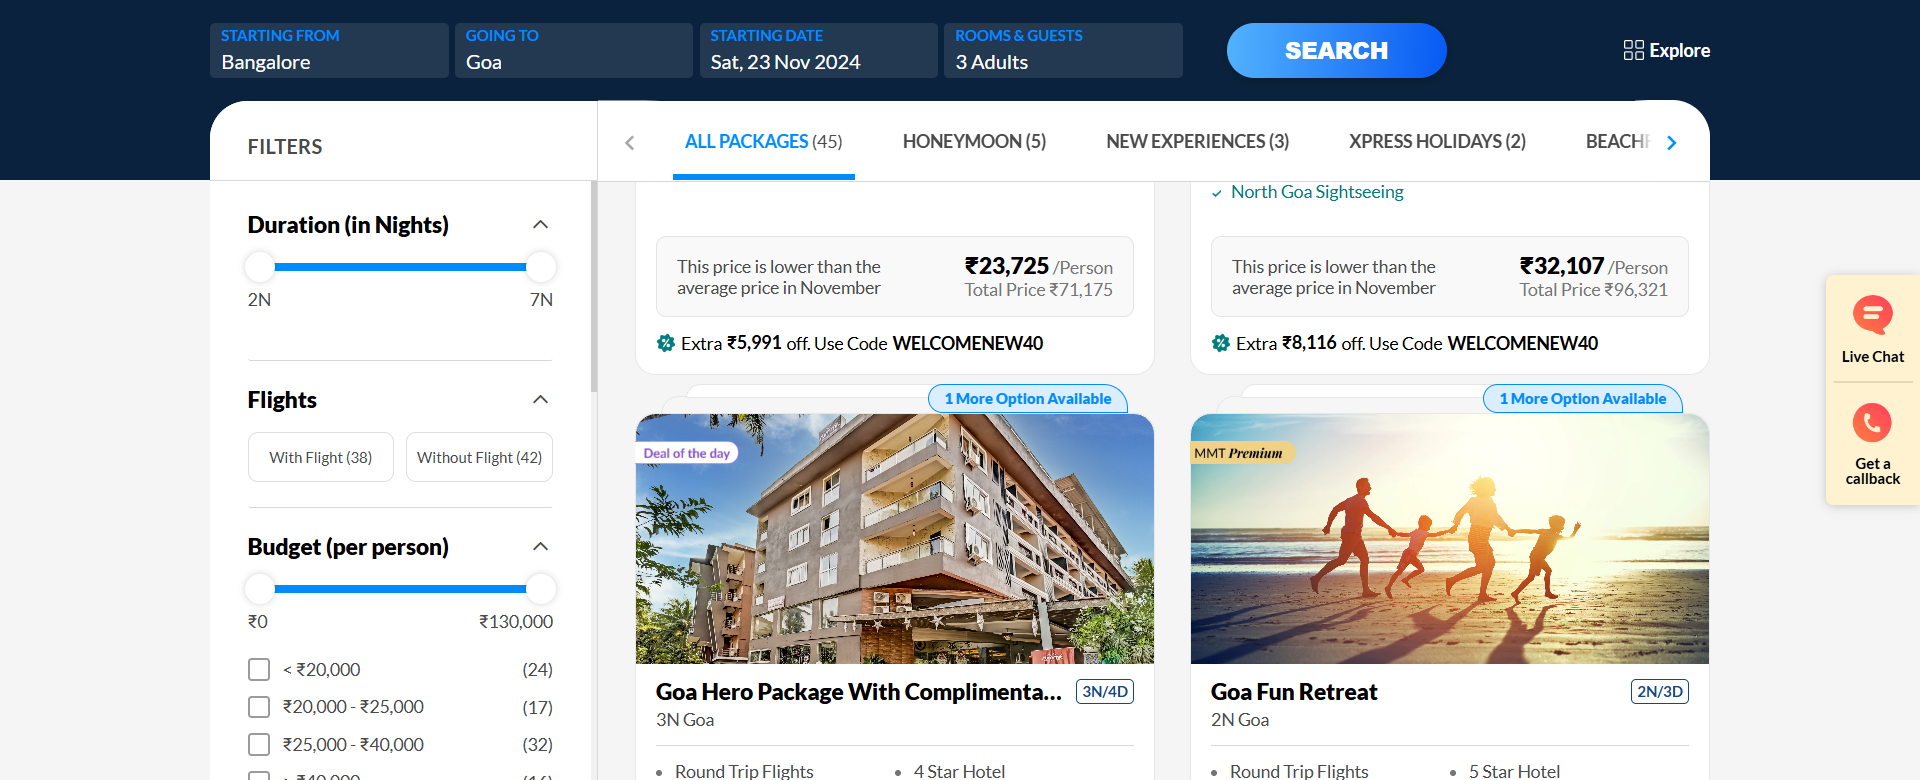 STARTING FROM
Bangalore
GOING TO
Goa
STARTING DATE
Sat, 23 Nov 2024
ROOMS & GUESTS
3 Adults
SEARCH
Explore
FILTERS
ALL PACKAGES (45)
HONEYMOON (5)
NEW EXPERIENCES (3)
XPRESS HOLIDAYS (2)
Duration (in Nights)
2N
7N
Flights
With Flight (38)
Without Flight (42)
Budget (per person)
₹0
₹130,000
< ₹20,000 (24)
₹20,000 - ₹25,000 (17)
₹25,000 - ₹40,000 (32)
This price is lower than the
average price in November
₹23,725 /Person
Total Price ₹71,175
Extra ₹5,991 off. Use Code WELCOMENEW40
North Goa Sightseeing
This price is lower than the
average price in November
₹32,107 /Person
Total Price ₹96,321
Extra ₹8,116 off. Use Code WELCOMENEW40
1 More Option Available
Deal of the day
Goa Hero Package With Complimenta... 3N/4D
3N Goa
Round Trip Flights
4 Star Hotel
1 More Option Available
MMT Premium
Goa Fun Retreat 2N/3D
2N Goa
Round Trip Flights
5 Star Hotel
Live Chat
Get a
callback